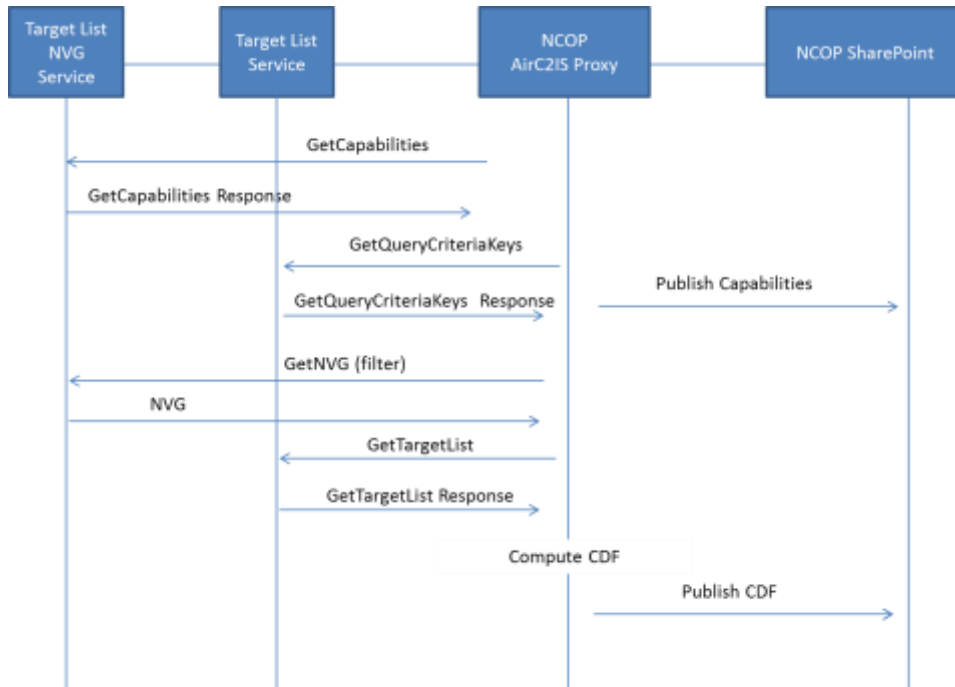 Target List
NVG
Service
Target List
Service
NCOP
AirC2IS Proxy
NCOP SharePoint
GetCapabilities
GetCapabilities Response
GetQueryCriteriaKeys
Publish Capabilities
GetQueryCriteriaKeys Response
GetNVG (filter)
NVG
GetTargetList
GetTargetList Response
Compute CDF
Publish CDF